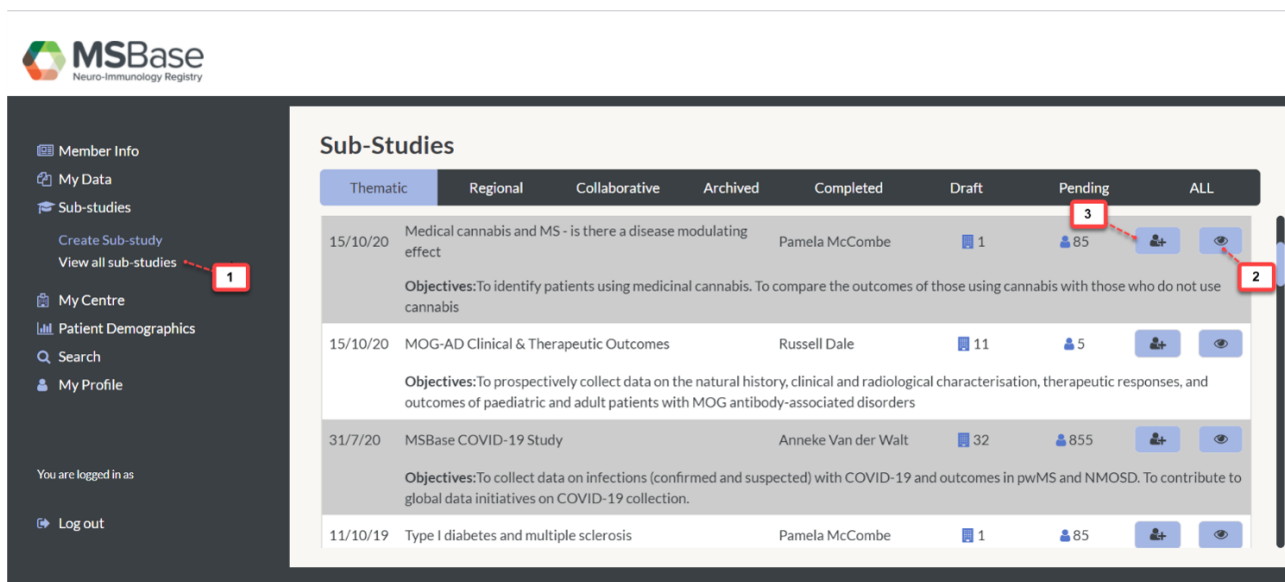 MSBase
Neuro-Immunology Registry
Member Info
My Data
Sub-studies
Create Sub-study
View all sub-studies
1
My Centre
Patient Demographics
Search
My Profile
You are logged in as
Log out
Sub-Studies
Thematic Regional Collaborative Archived Completed Draft Pending ALL
3
15/10/20 Medical cannabis and MS - is there a disease modulating
effect Pamela McCombe 1 85
2
Objectives:To identify patients using medicinal cannabis. To compare the outcomes of those using cannabis with those who do not use
cannabis
15/10/20 MOG-AD Clinical & Therapeutic Outcomes Russell Dale 11 5
Objectives:To prospectively collect data on the natural history, clinical and radiological characterisation, therapeutic responses, and
outcomes of paediatric and adult patients with MOG antibody-associated disorders
31/7/20 MSBase COVID-19 Study Anneke Van der Walt 32 855
Objectives:To collect data on infections (confirmed and suspected) with COVID-19 and outcomes in pwMS and NMOSD. To contribute to
global data initiatives on COVID-19 collection.
11/10/19 Type I diabetes and multiple sclerosis Pamela McCombe 1 85